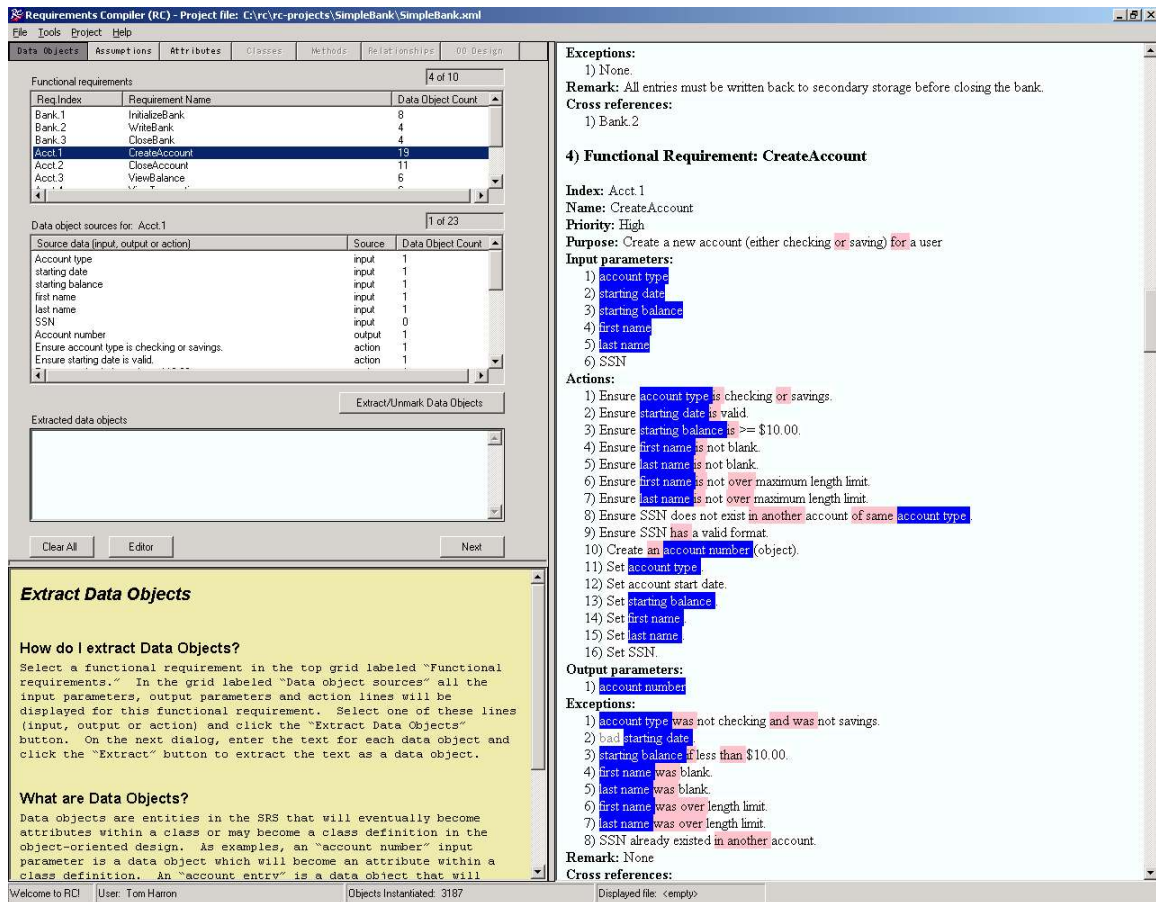 Requirements Compiler (RC) - Project file: C:\rc\rc-projects\SimpleBank\SimpleBank.xml
File Tools Project Help
Data Objects Assumptions Attributes Classes Methods Relationships OO Design
Functional requirements 4 of 10
Req.Index Requirement Name Data Object Count
Bank.1 InitializeBank 8
Bank.2 WriteBank 4
Bank.3 CloseBank 4
Acct.1 CreateAccount 19
Acct.2 CloseAccount 11
Acct.3 ViewBalance 6
Data object sources for: Acct.1 1 of 23
Source data (input, output or action) Source Data Object Count
Account type input 1
starting date input 1
starting balance input 1
first name input 1
last name input 1
SSN input 0
Account number output 1
Ensure account type is checking or savings. action 1
Ensure starting date is valid. action 1
Extract/Unmark Data Objects
Extracted data objects
Clear All Editor Next
Extract Data Objects
How do I extract Data Objects?
Select a functional requirement in the top grid labeled "Functional
requirements." In the grid labeled "Data object sources" all the
input parameters, output parameters and action lines will be
displayed for this functional requirement. Select one of these lines
(input, output or action) and click the "Extract Data Objects"
button. On the next dialog, enter the text for each data object and
click the "Extract" button to extract the text as a data object.
What are Data Objects?
Data objects are entities in the SRS that will eventually become
attributes within a class or may become a class definition in the
object-oriented design. As examples, an "account number" input
parameter is a data object which will become an attribute within a
class definition. An "account entry" is a data object that will
Exceptions:
1) None.
Remark: All entries must be written back to secondary storage before closing the bank.
Cross references:
1) Bank.2
4) Functional Requirement: CreateAccount
Index: Acct.1
Name: CreateAccount
Priority: High
Purpose: Create a new account (either checking or saving) for a user
Input parameters:
1) account type
2) starting date
3) starting balance
4) first name
5) last name
6) SSN
Actions:
1) Ensure account type is checking or savings.
2) Ensure starting date is valid.
3) Ensure starting balance is >= $10.00.
4) Ensure first name is not blank.
5) Ensure last name is not blank.
6) Ensure first name is not over maximum length limit.
7) Ensure last name is not over maximum length limit.
8) Ensure SSN does not exist in another account of same account type .
9) Ensure SSN has a valid format.
10) Create an account number (object).
11) Set account type .
12) Set account start date.
13) Set starting balance .
14) Set first name .
15) Set last name .
16) Set SSN.
Output parameters:
1) account number
Exceptions:
1) account type was not checking and was not savings.
2) bad starting date .
3) starting balance if less than $10.00.
4) first name was blank.
5) last name was blank.
6) first name was over length limit.
7) last name was over length limit.
8) SSN already existed in another account.
Remark: None
Cross references:
Welcome to RC! User: Tom Harron Objects Instantiated: 3187 Displayed file: <empty>